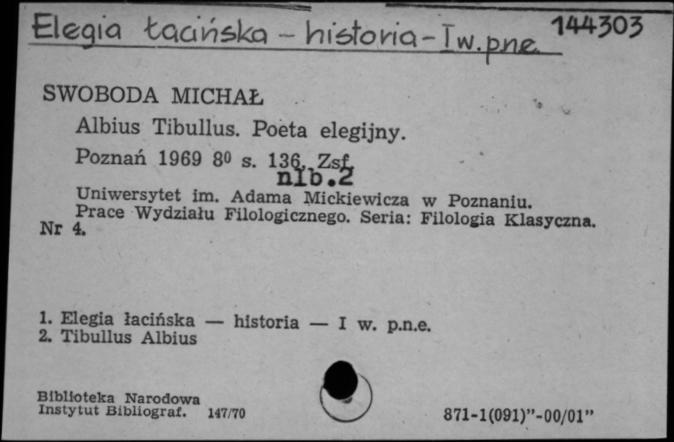 Elegia łacińska - historia - I w. p.n.e. 144303
SWOBODA MICHAŁ
Albius Tibullus. Poeta elegijny.
Poznań 1969 8⁰ s. 136, Zsf.
nlb.2
Uniwersytet im. Adama Mickiewicza w Poznaniu.
Prace Wydziału Filologicznego. Seria: Filologia Klasyczna.
Nr 4.
1. Elegia łacińska — historia — I w. p.n.e.
2. Tibullus Albius
Biblioteka Narodowa
Instytut Bibliograf. 147/70
871-1(091)"-00/01"